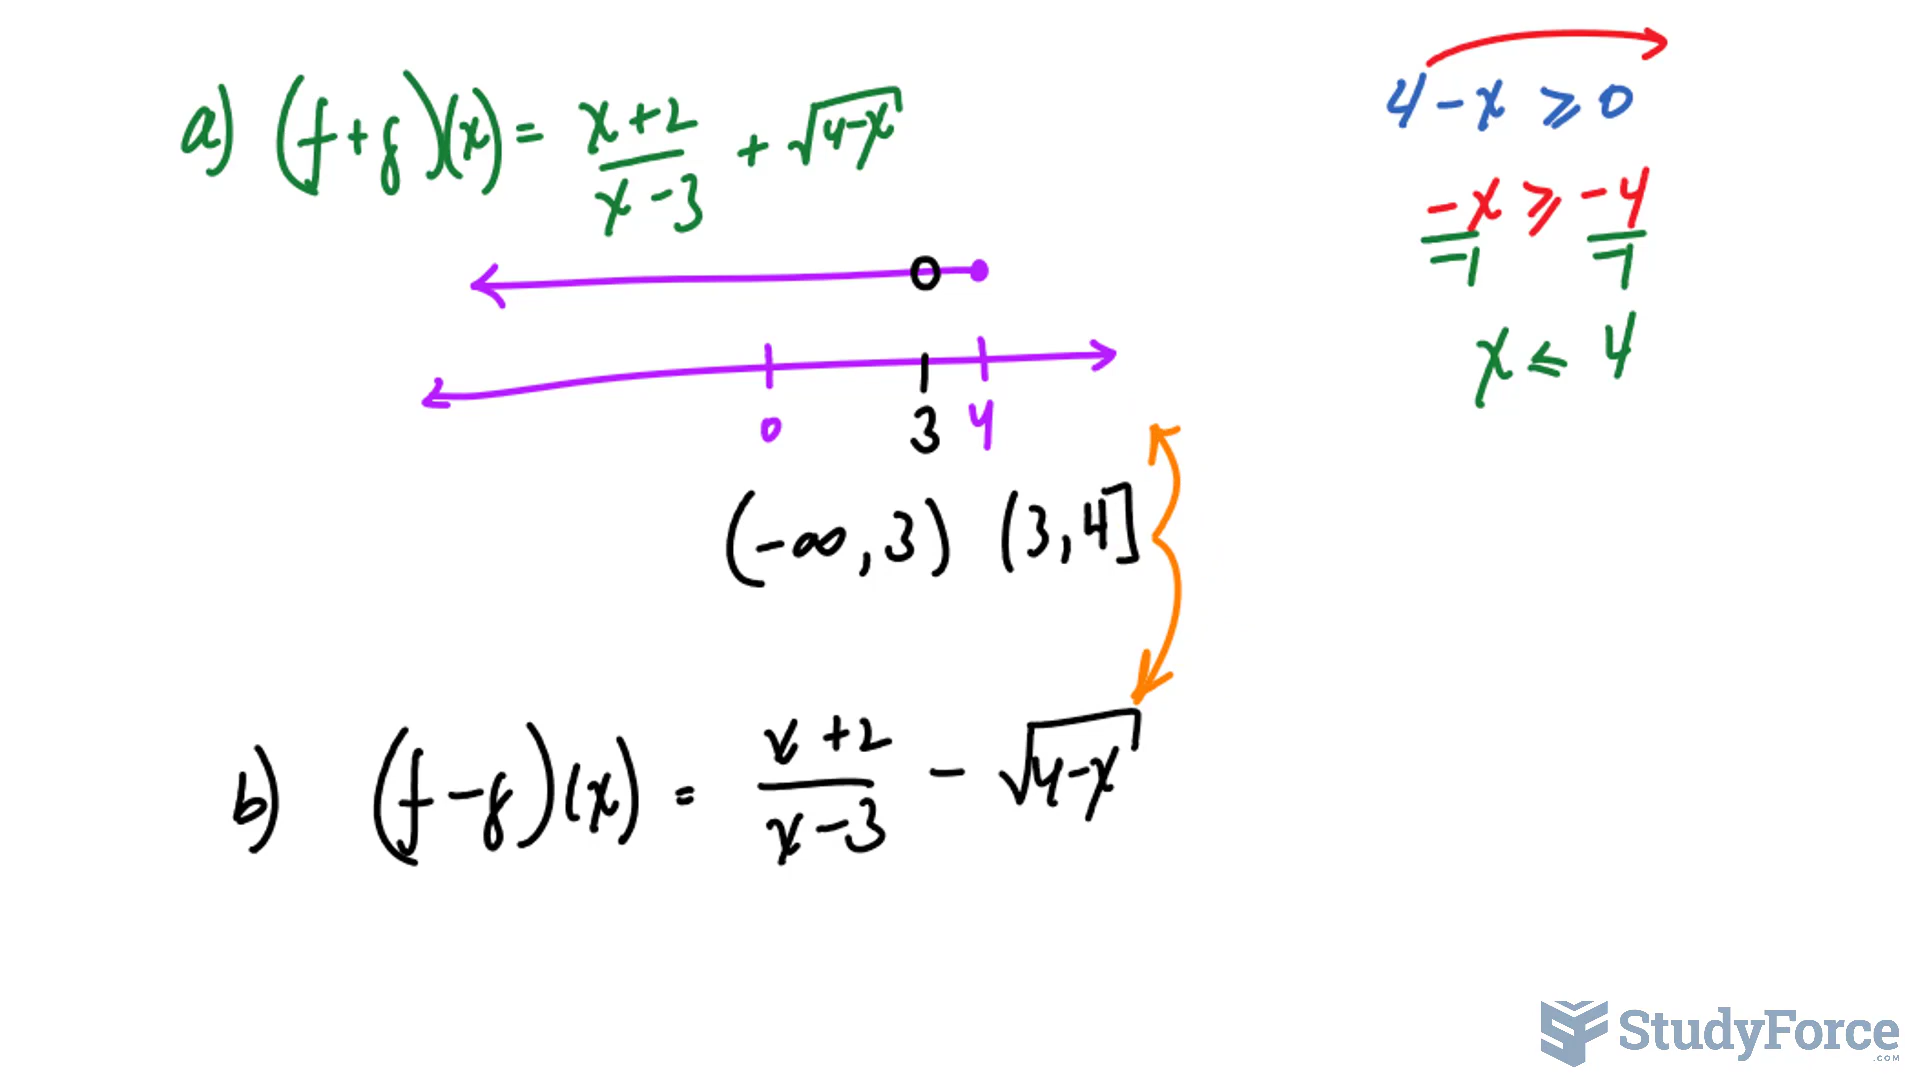 a) (f+g)(x) = x+2/x-3 + √4-x
4-x ≥ 0
-x ≥ -4
-1 -1
x ≤ 4
0 3 4
(-∞, 3) (3, 4]
b) (f-g)(x) = x+2/x-3 - √4-x
StudyForce
.COM